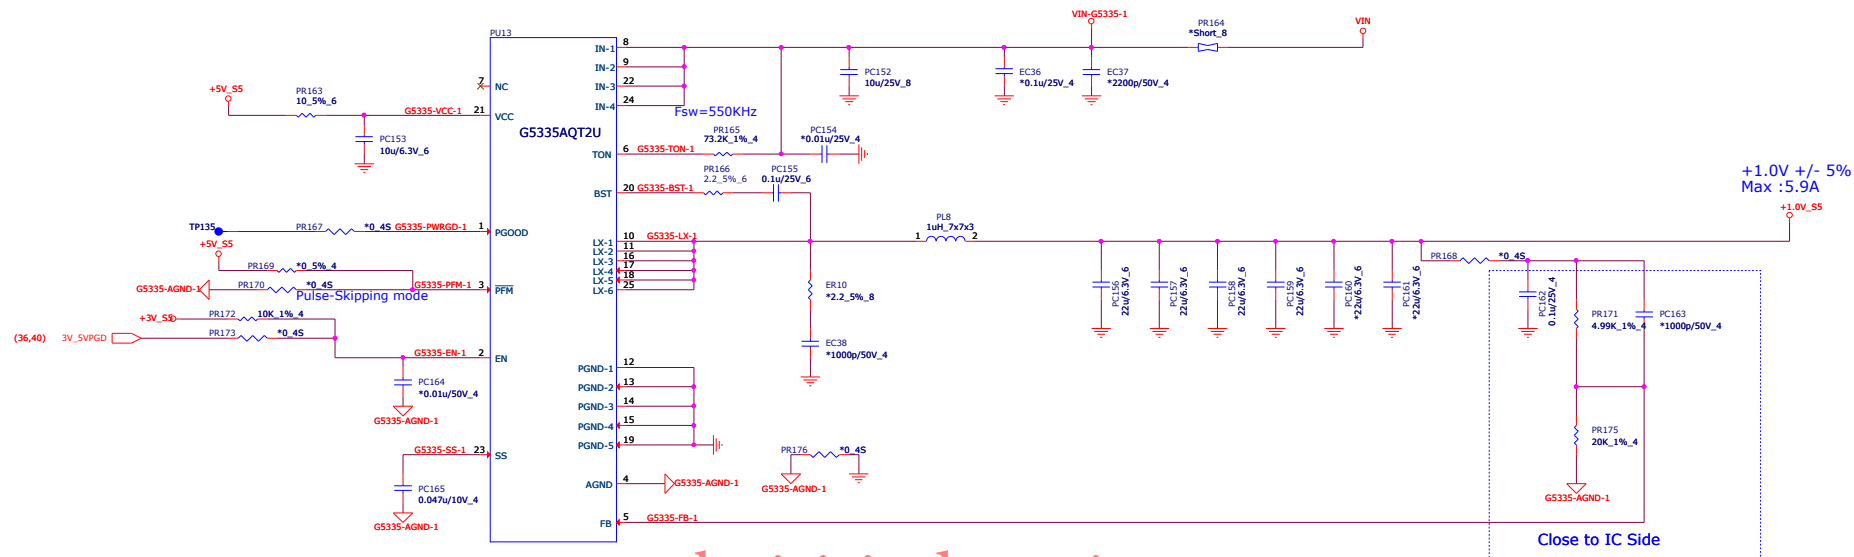 VIN-G5335-1
PR164
*Short_8
VIN
PU13
8
IN-1
9
IN-2
22
IN-3
24
IN-4
7
NC
+5V_S5
PR163
10_5%_6
G5335-VCC-1
21
VCC
PC153
10u/6.3V_6
G5335AQT2U
PC152
10u/25V_8
EC36
*0.1u/25V_4
EC37
*2200p/50V_4
Fsw=550KHz
PR165
73.2K_1%_4
PC154
*0.01u/25V_4
TON
6
G5335-TON-1
PR166
2.2_5%_6
PC155
0.1u/25V_6
BST
20
G5335-BST-1
+1.0V +/- 5%
Max :5.9A
+1.0V_S5
TP135
PR167
*0_4S
G5335-PWRGD-1
1
PGOOD
+5V_S5
PR169
*0_5%_4
G5335-AGND-1
PR170
*0_4S
G5335-PFM-1
3
PFM
Pulse-Skipping mode
LX-1
10
G5335-LX-1
LX-2
11
LX-3
16
LX-4
17
LX-5
18
LX-6
25
PL8
1uH_7x7x3
1
2
ER10
*2.2_5%_8
EC38
*1000p/50V_4
PC156
22u/6.3V_6
PC157
22u/6.3V_6
PC158
22u/6.3V_6
PC159
22u/6.3V_6
PC160
*22u/6.3V_6
PC161
*22u/6.3V_6
PR168
*0_4S
PC162
0.1u/25V_4
PR171
4.99K_1%_4
PC163
*1000p/50V_4
+3V_S5
PR172
10K_1%_4
(36,40)
3V_5VPGD
PR173
*0_4S
G5335-EN-1
2
EN
PC164
*0.01u/50V_4
G5335-AGND-1
PGND-1
12
PGND-2
13
PGND-3
14
PGND-4
15
PGND-5
19
G5335-SS-1
23
SS
PC165
0.047u/10V_4
G5335-AGND-1
PR176
*0_4S
G5335-AGND-1
AGND
4
G5335-AGND-1
FB
5
G5335-FB-1
PR175
20K_1%_4
G5335-AGND-1
Close to IC Side